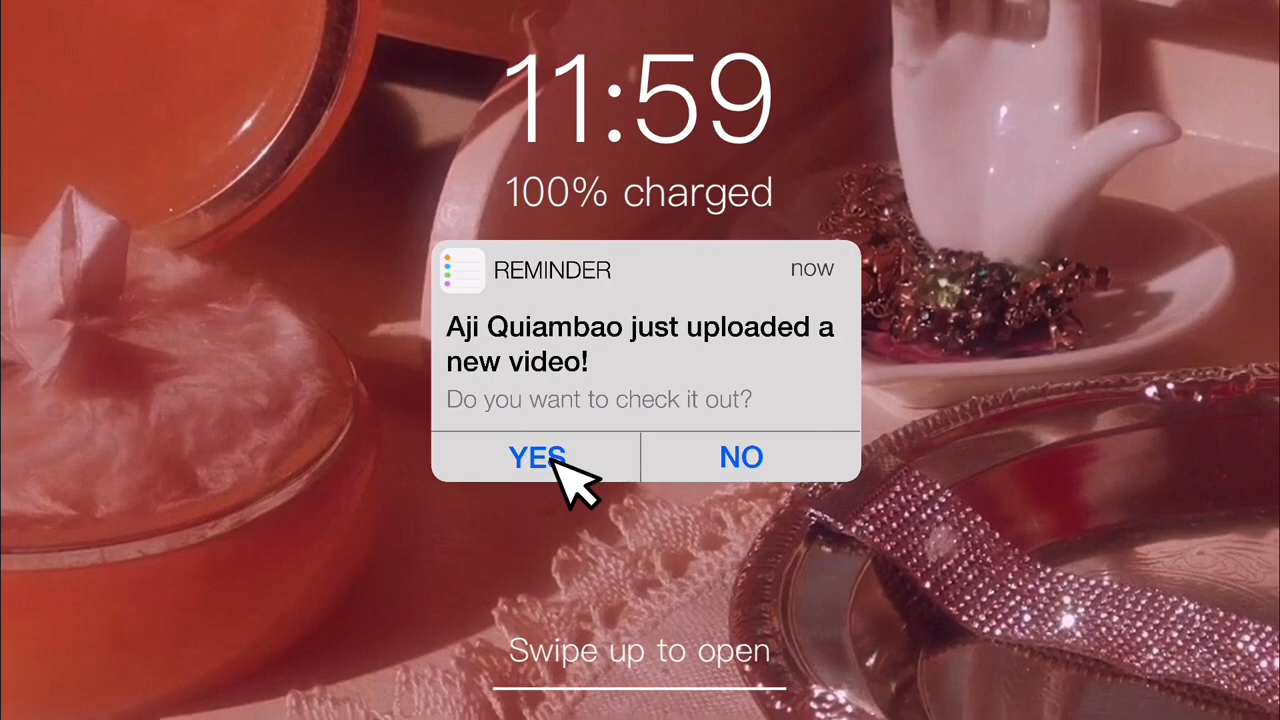 11:59
100% charged
REMINDER now
Aji Quiambao just uploaded a
new video!
Do you want to check it out?
YES NO
Swipe up to open